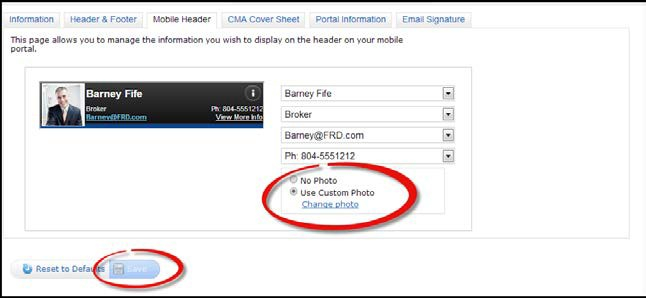 Information Header & Footer Mobile Header CMA Cover Sheet Portal Information Email Signature
This page allows you to manage the information you wish to display on the header on your mobile
portal.
Barney Fife
Broker Ph: 804-5551212
Barney@FRD.com View More Info
Barney Fife
Broker
Barney@FRD.com
Ph: 804-5551212
No Photo
Use Custom Photo
Change photo
Reset to Defaults Save